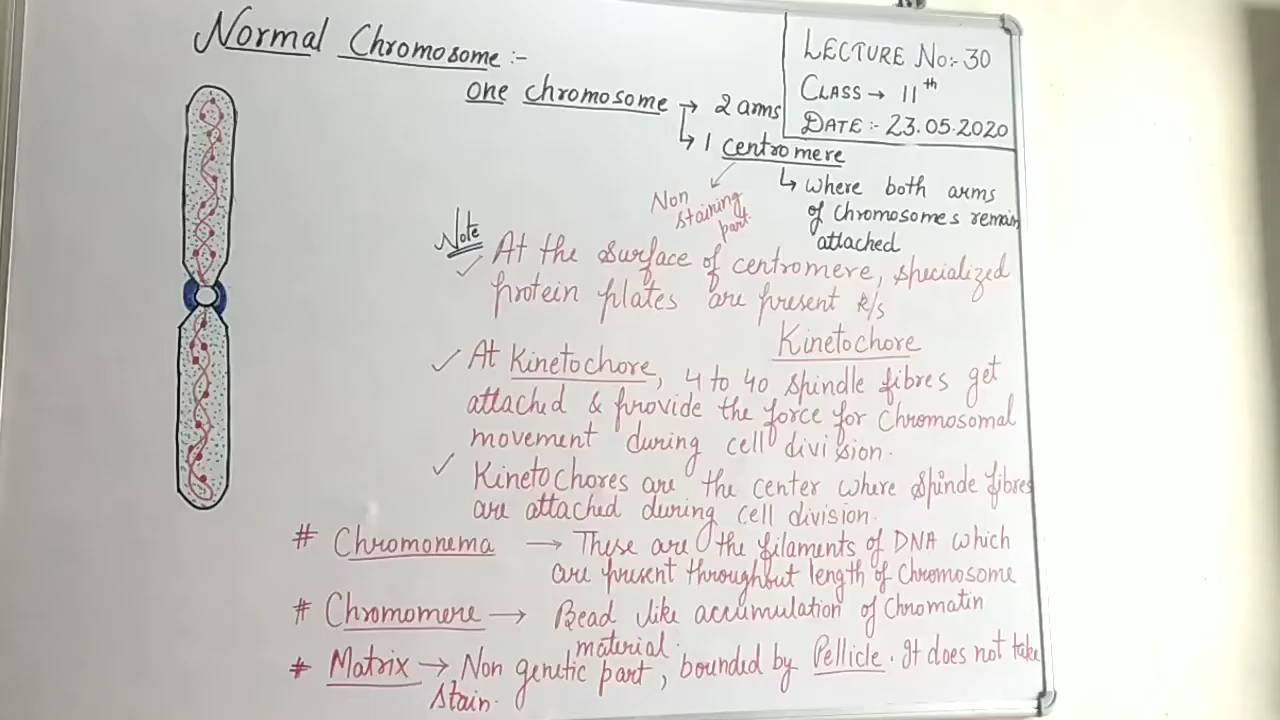 Normal Chromosome :-
LECTURE No:- 30
CLASS → 11th
DATE :- 23.05.2020
one chromosome → 2 arms
↳ 1 centromere
Non
Staining
part.
↳ where both arms
of chromosomes remain
attached
Note
✓ At the surface of centromere, specialized
protein plates are present k/s
Kinetochore
✓ At Kinetochore, 4 to 40 spindle fibres get
attached & provide the force for chromosomal
movement during cell division.
✓ Kinetochores are the center where spinde fibres
are attached during cell division.
# Chromonema → These are the filaments of DNA which
are present throughout length of chromosome
# Chromomere → Bead like accumulation of Chromatin
material.
# Matrix → Non genetic part, bounded by Pellicle. It does not take
stain.